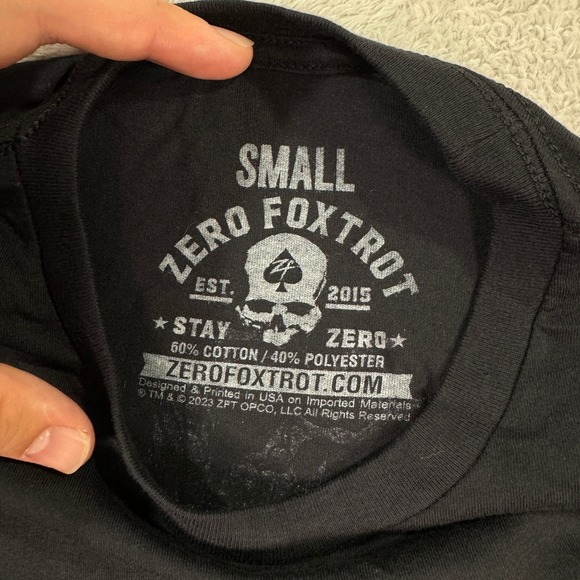 SMALL
ZERO FOXTROT
ZF
EST. 2015
★ STAY ZERO ★
60% COTTON / 40% POLYESTER
ZEROFOXTROT.COM
Designed & Printed in USA on Imported Materials
® TM & © 2023 ZFT OPCO, LLC All Rights Reserved